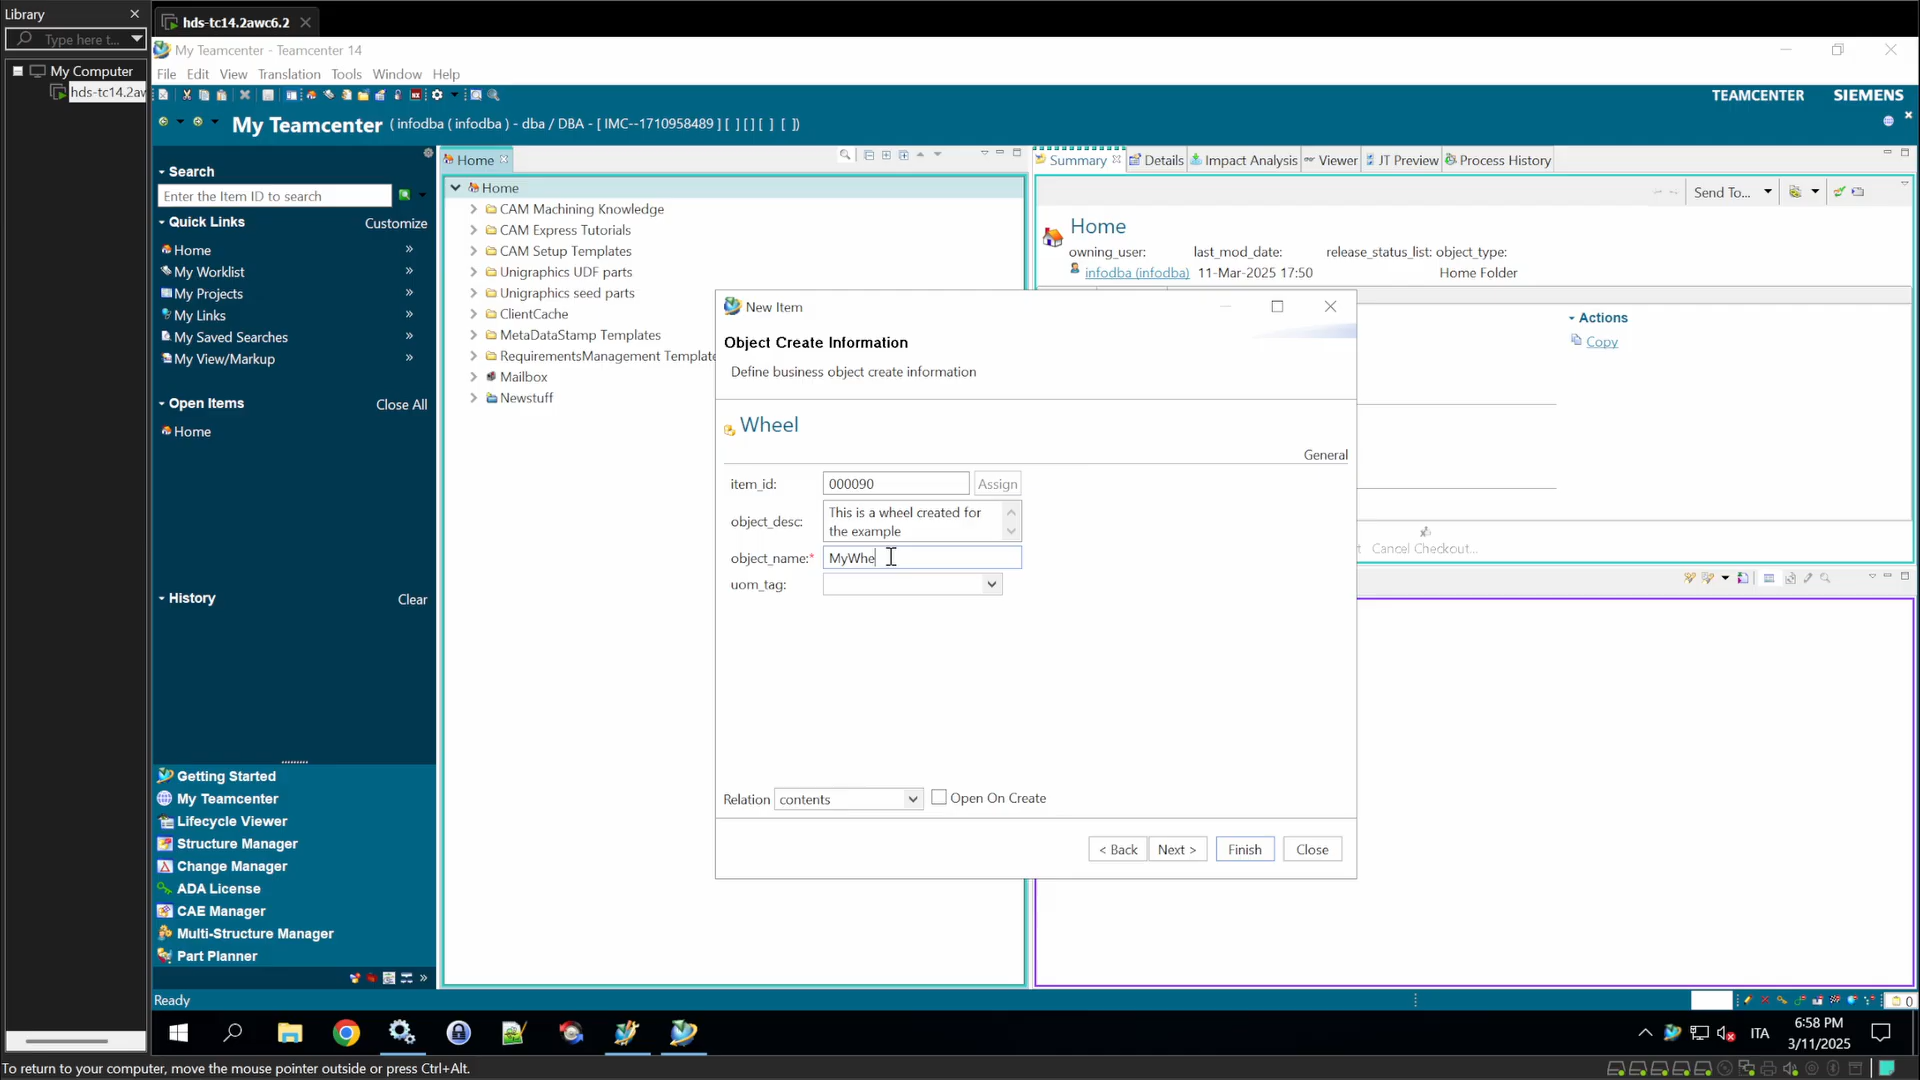 Library
hds-tc14.2awc6.2
Type here t...
My Computer
hds-tc14.2aw
My Teamcenter - Teamcenter 14
File Edit View Translation Tools Window Help
TEAMCENTER SIEMENS
My Teamcenter ( infodba ( infodba ) - dba / DBA - [ IMC--1710958489 ] [ ] [ ] [ ] [ ])
Search
Enter the Item ID to search
Quick Links Customize
Home »
My Worklist »
My Projects »
My Links »
My Saved Searches »
My View/Markup »
Open Items Close All
Home
History Clear
Getting Started
My Teamcenter
Lifecycle Viewer
Structure Manager
Change Manager
ADA License
CAE Manager
Multi-Structure Manager
Part Planner
»
Ready
Home
Home
CAM Machining Knowledge
CAM Express Tutorials
CAM Setup Templates
Unigraphics UDF parts
Unigraphics seed parts
ClientCache
MetaDataStamp Templates
RequirementsManagement Template
Mailbox
Newstuff
Summary Details Impact Analysis Viewer JT Preview Process History
Send To...
Home
owning_user: last_mod_date: release_status_list: object_type:
infodba (infodba) 11-Mar-2025 17:50 Home Folder
Actions
Copy
t Cancel Checkout...
New Item
Object Create Information
Define business object create information
Wheel
General
item_id: 000090 Assign
object_desc: This is a wheel created for
the example
object_name:* MyWhe
uom_tag:
Relation contents Open On Create
< Back Next > Finish Close
0
ITA
6:58 PM
3/11/2025
To return to your computer, move the mouse pointer outside or press Ctrl+Alt.